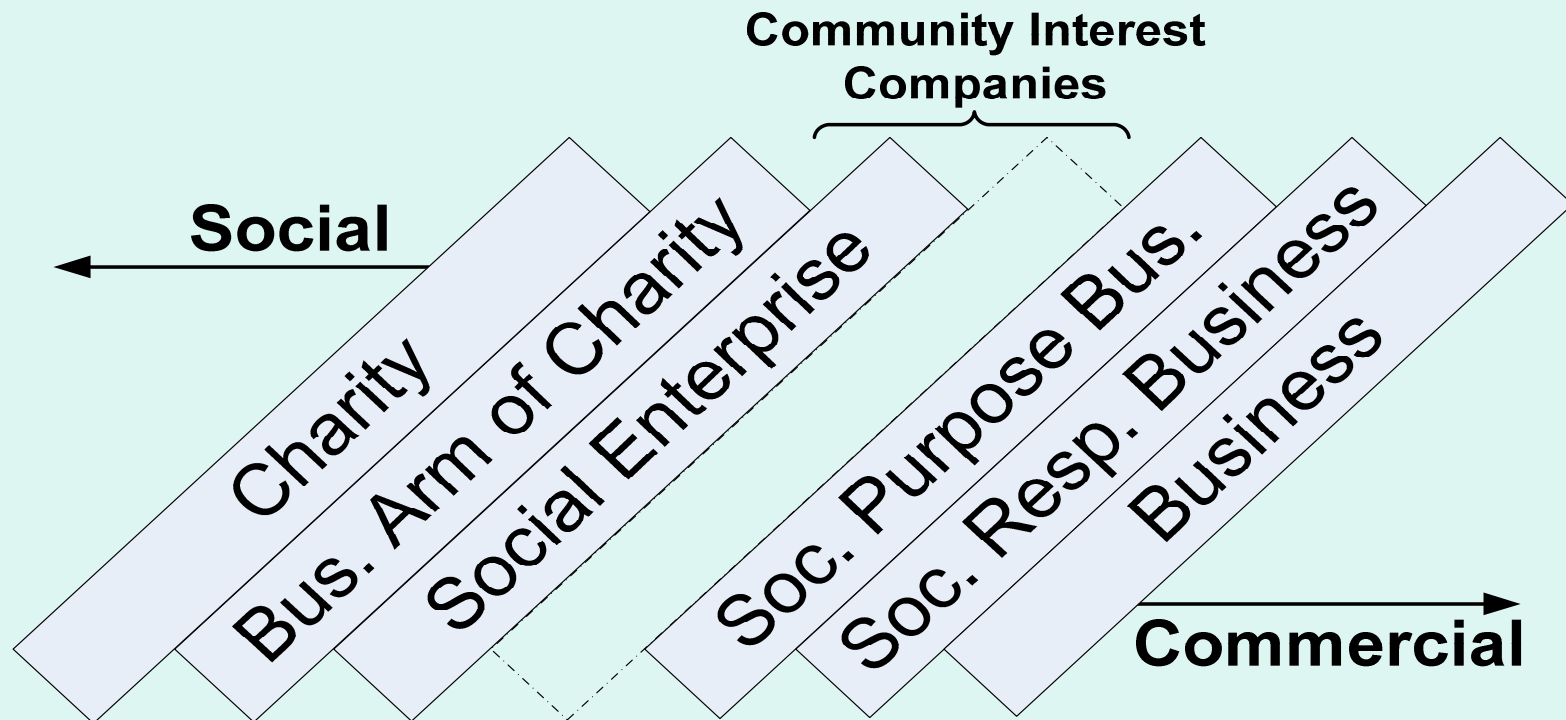 Community Interest
Companies
Social
Charity
Bus. Arm of Charity
Social Enterprise
Soc. Purpose Bus.
Soc. Resp. Business
Business
Commercial